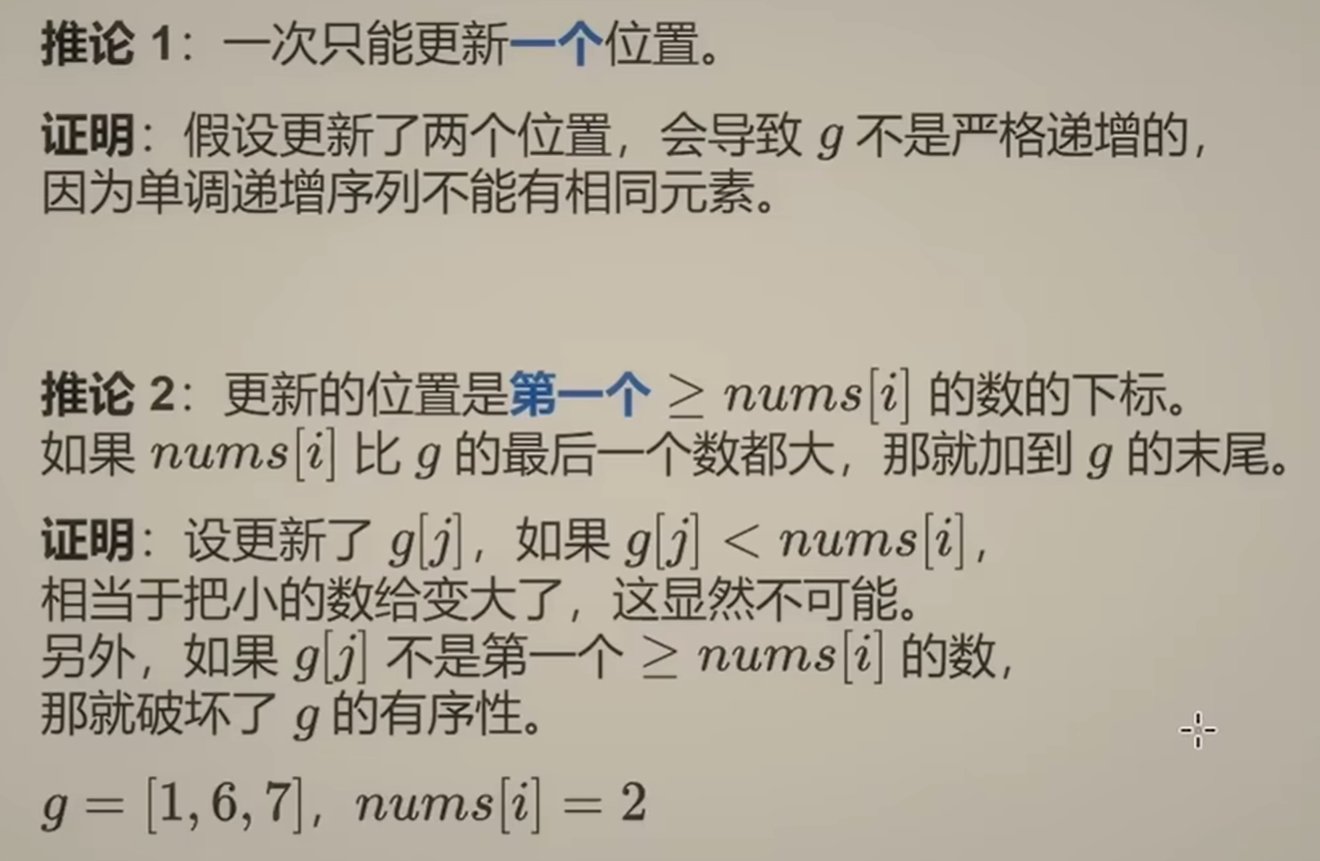 推论 1：一次只能更新一个位置。
证明：假设更新了两个位置，会导致 g 不是严格递增的，
因为单调递增序列不能有相同元素。
推论 2：更新的位置是第一个 ≥ nums[i] 的数的下标。
如果 nums[i] 比 g 的最后一个数都大，那就加到 g 的末尾。
证明：设更新了 g[j]，如果 g[j] < nums[i]，
相当于把小的数给变大了，这显然不可能。
另外，如果 g[j] 不是第一个 ≥ nums[i] 的数，
那就破坏了 g 的有序性。
g = [1, 6, 7]，nums[i] = 2